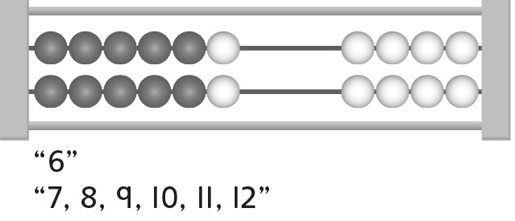 “6”
“7, 8, 9, 10, 11, 12”